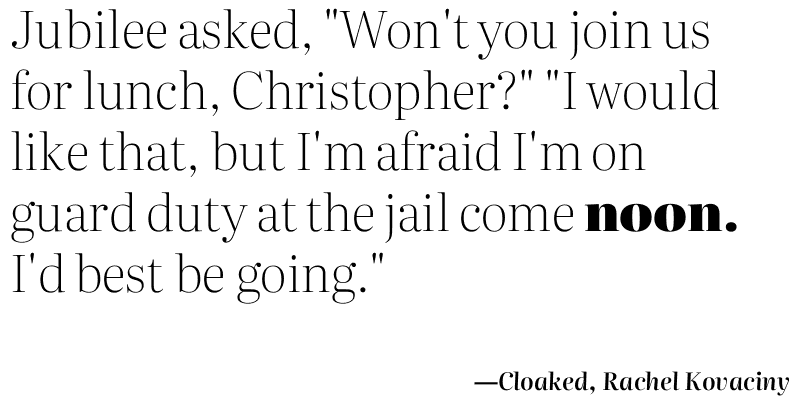 Jubilee asked, "Won't you join us
for lunch, Christopher?" "I would
like that, but I'm afraid I'm on
guard duty at the jail come noon.
I'd best be going."
—Cloaked, Rachel Kovaciny